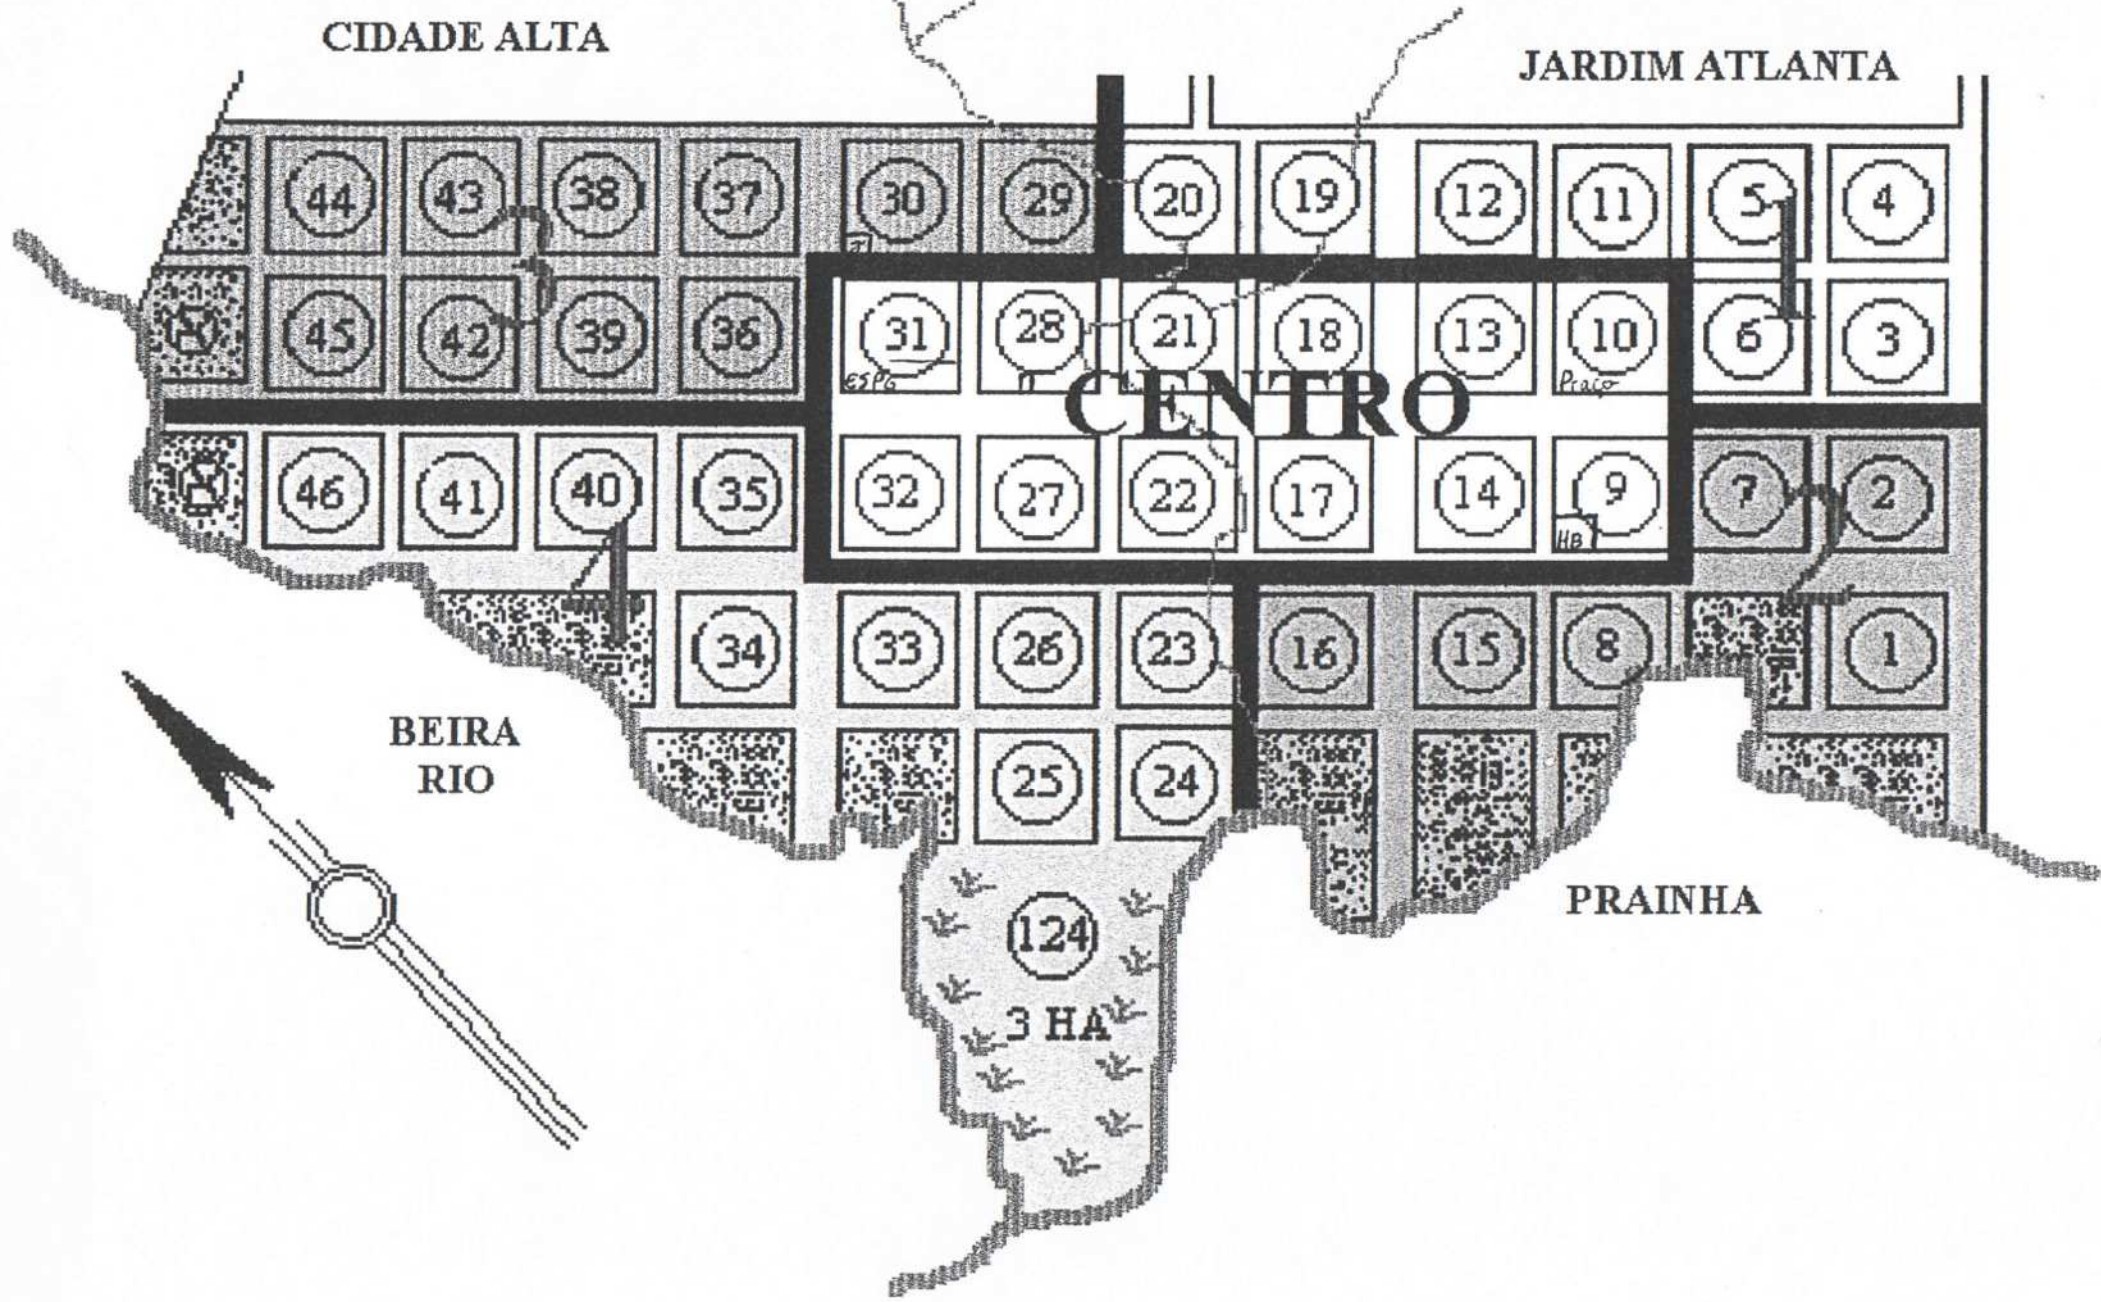 CIDADE ALTA
JARDIM ATLANTA
44 43 38 37 30 29 20 19 12 11 5 4
45 42 39 36 31 28 21 18 13 10 6 3
ESPG
Praça
CENTRO
46 41 40 35 32 27 22 17 14 9 7 2
HB
34 33 26 23 16 15 8 1
BEIRA
RIO
25 24
PRAINHA
124
3 HA